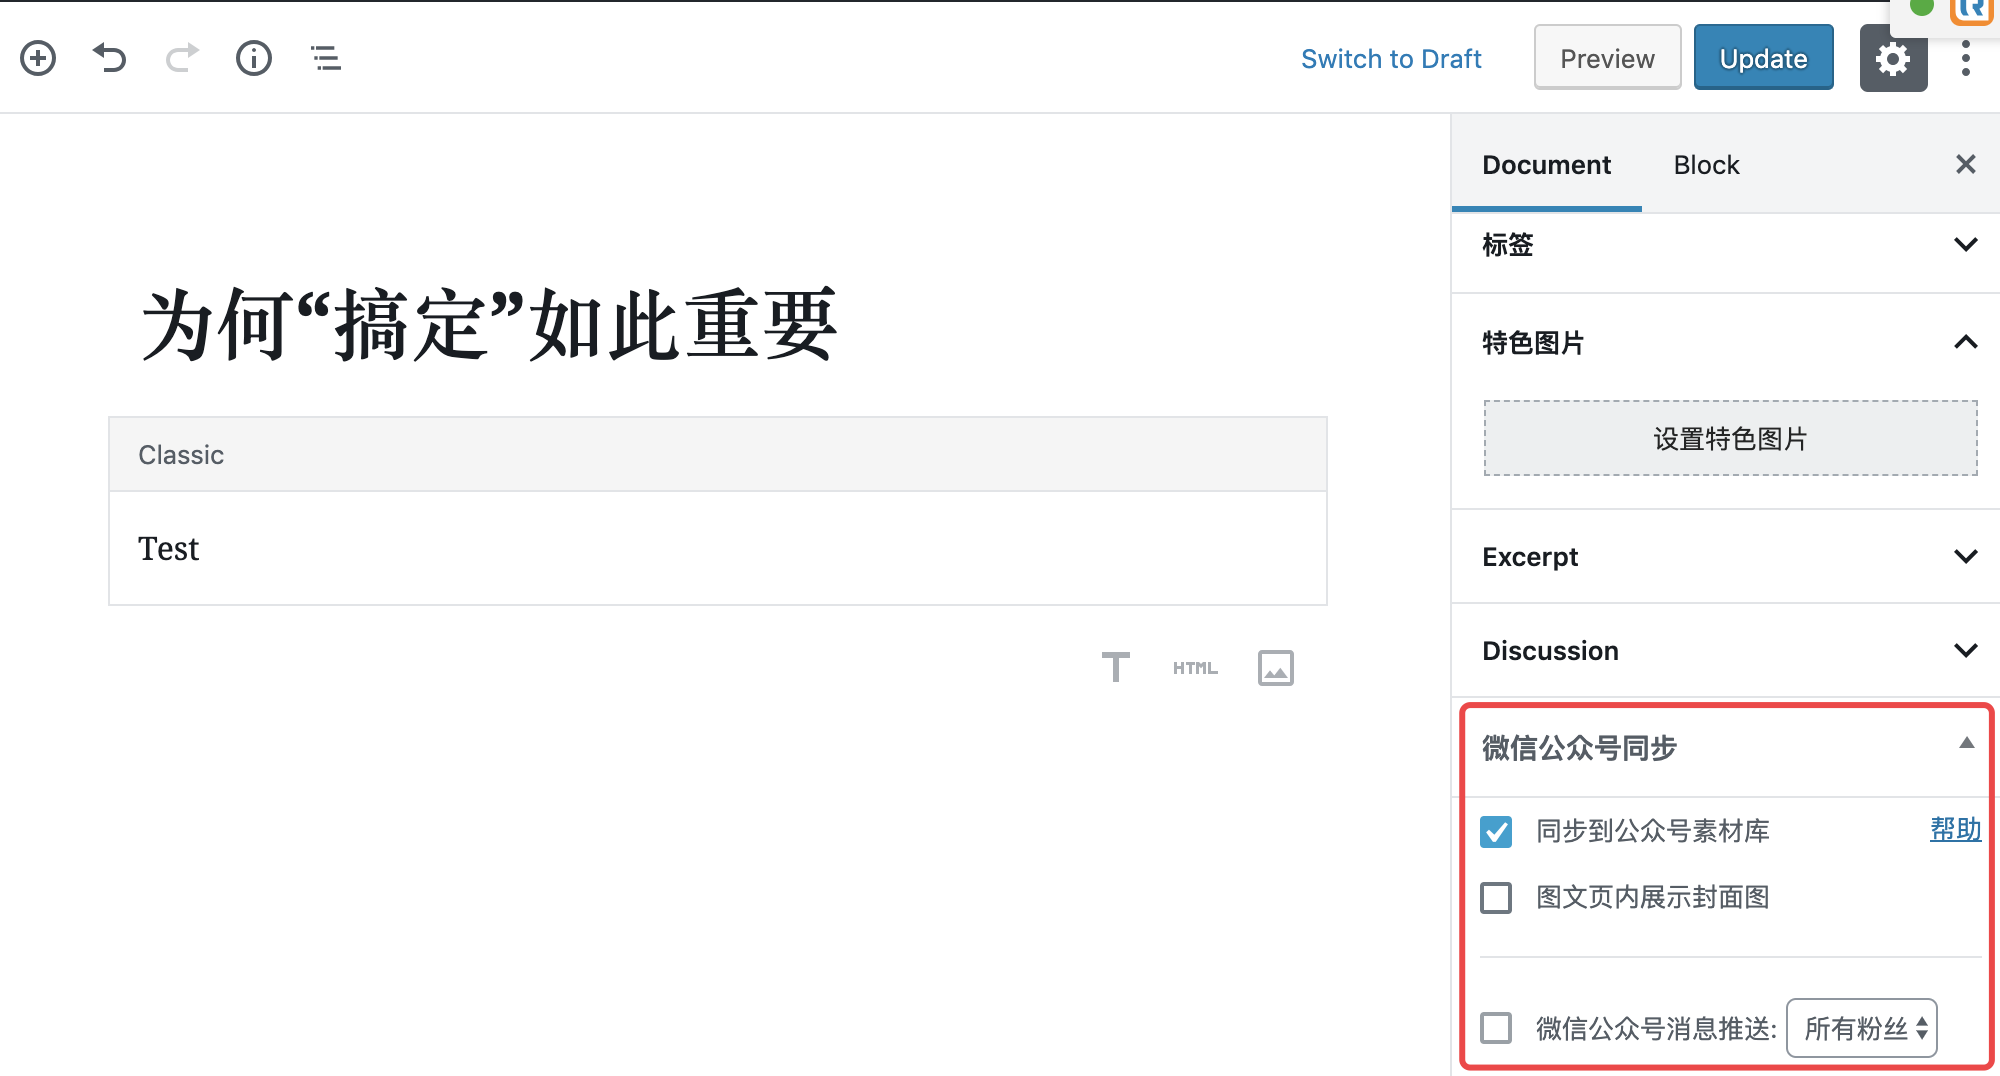 Switch to Draft
Preview
Update
Document
Block
标签
特色图片
设置特色图片
Excerpt
Discussion
微信公众号同步
同步到公众号素材库
帮助
图文页内展示封面图
微信公众号消息推送:
所有粉丝
为何“搞定”如此重要
Classic
Test
HTML